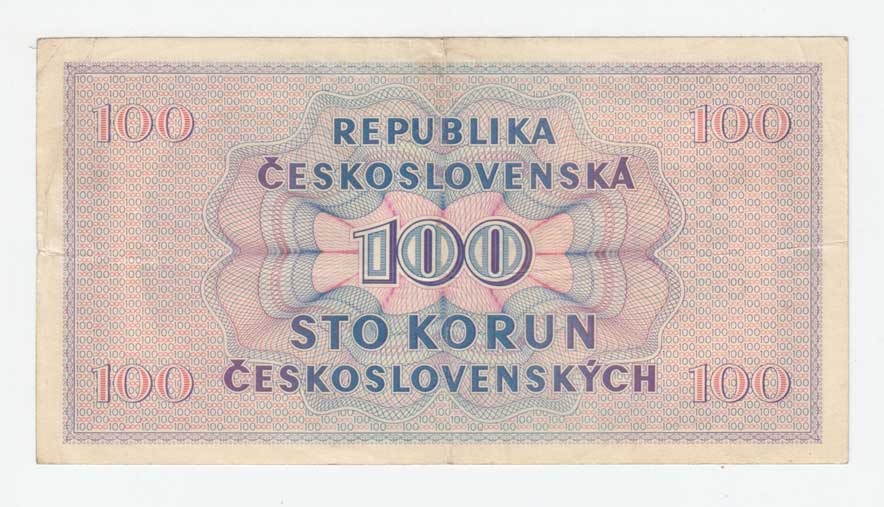 100 100
REPUBLIKA
ČESKOSLOVENSKÁ
100
STO KORUN
ČESKOSLOVENSKÝCH
100 100